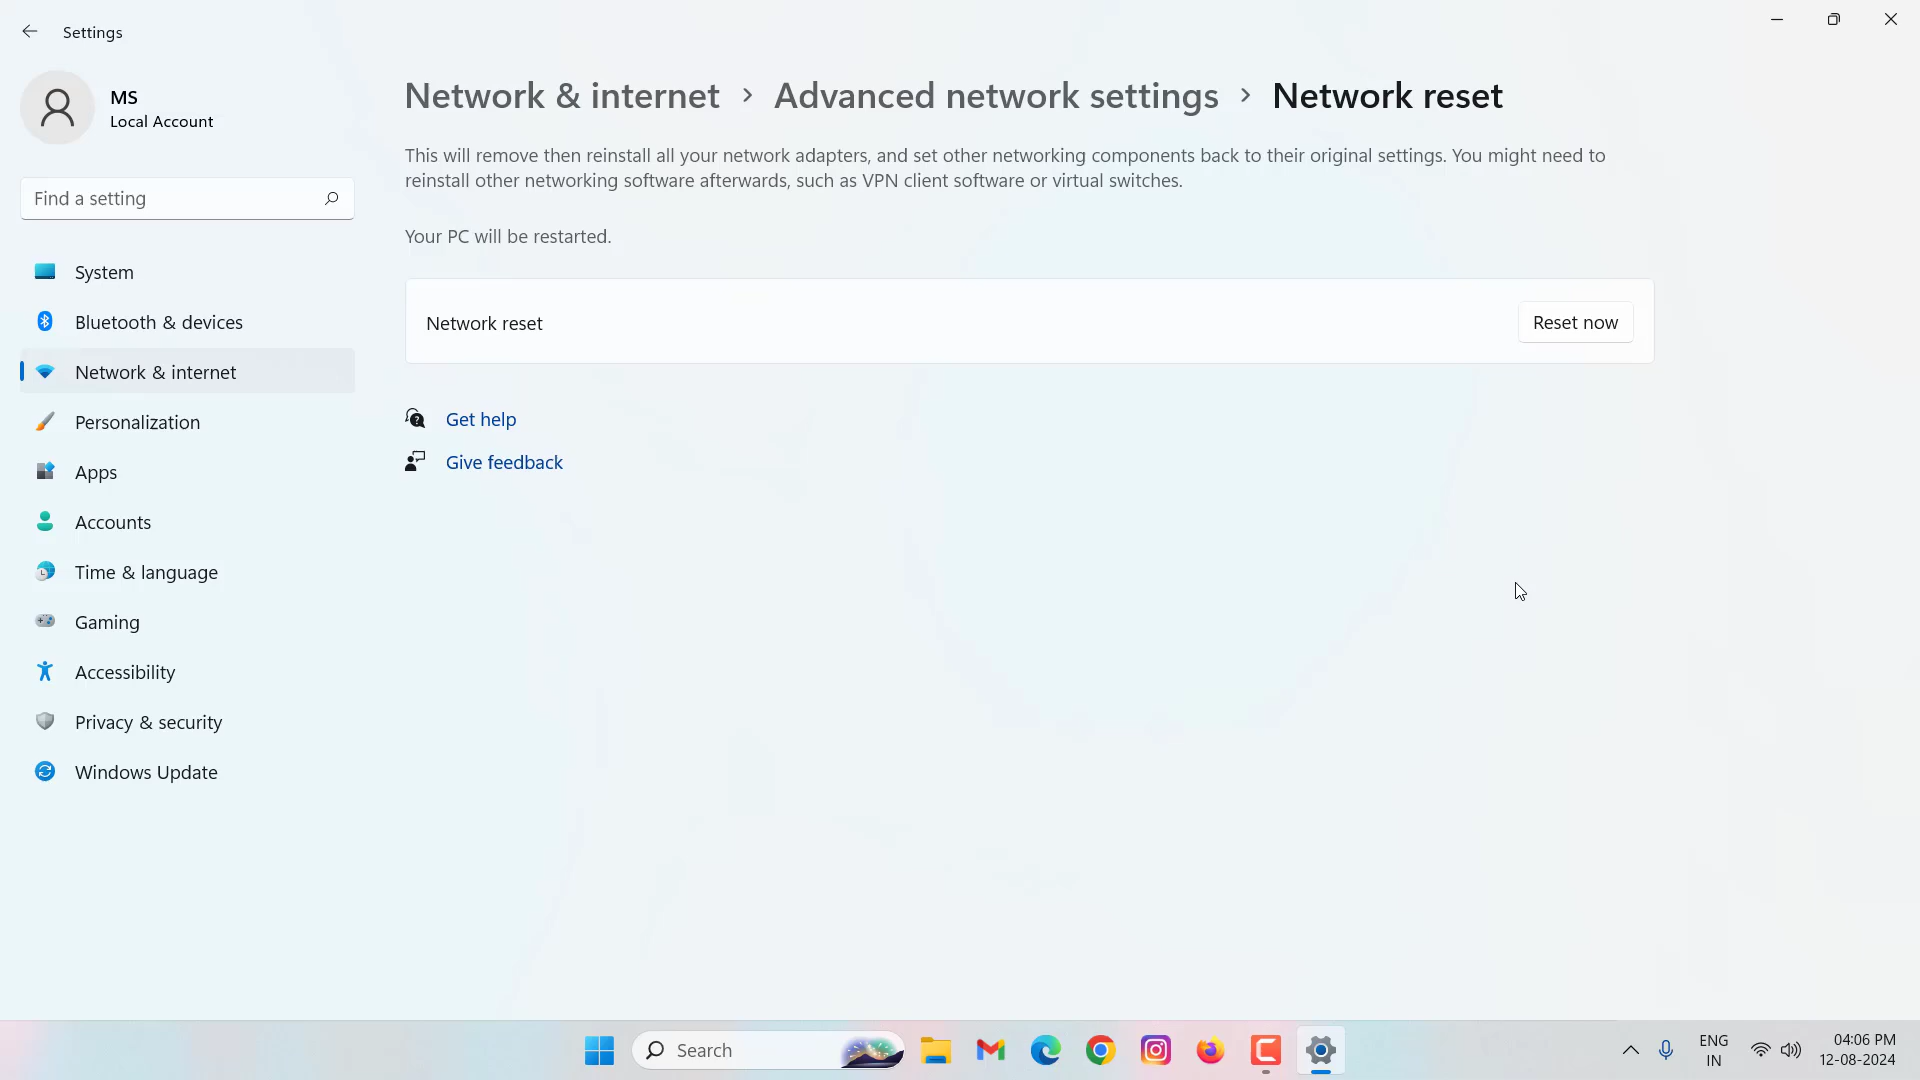 Settings
MS
Local Account
Find a setting
System
Bluetooth & devices
Network & internet
Personalization
Apps
Accounts
Time & language
Gaming
Accessibility
Privacy & security
Windows Update
Network & internet > Advanced network settings > Network reset
This will remove then reinstall all your network adapters, and set other networking components back to their original settings. You might need to
reinstall other networking software afterwards, such as VPN client software or virtual switches.
Your PC will be restarted.
Network reset
Reset now
Get help
Give feedback
Search
ENG
IN
04:06 PM
12-08-2024